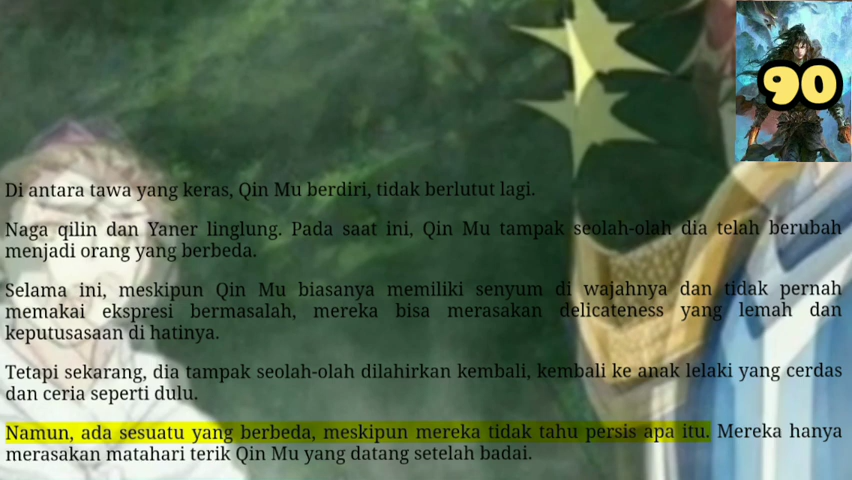 90
Di antara tawa yang keras, Qin Mu berdiri, tidak berlutut lagi.
Naga qilin dan Yaner linglung. Pada saat ini, Qin Mu tampak seolah-olah dia telah berubah
menjadi orang yang berbeda.
Selama ini, meskipun Qin Mu biasanya memiliki senyum di wajahnya dan tidak pernah
memakai ekspresi bermasalah, mereka bisa merasakan delicateness yang lemah dan
keputusasaan di hatinya.
Tetapi sekarang, dia tampak seolah-olah dilahirkan kembali, kembali ke anak lelaki yang cerdas
dan ceria seperti dulu.
Namun, ada sesuatu yang berbeda, meskipun mereka tidak tahu persis apa itu. Mereka hanya
merasakan matahari terik Qin Mu yang datang setelah badai.